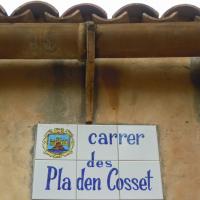 carrer
des
Pla den Cosset